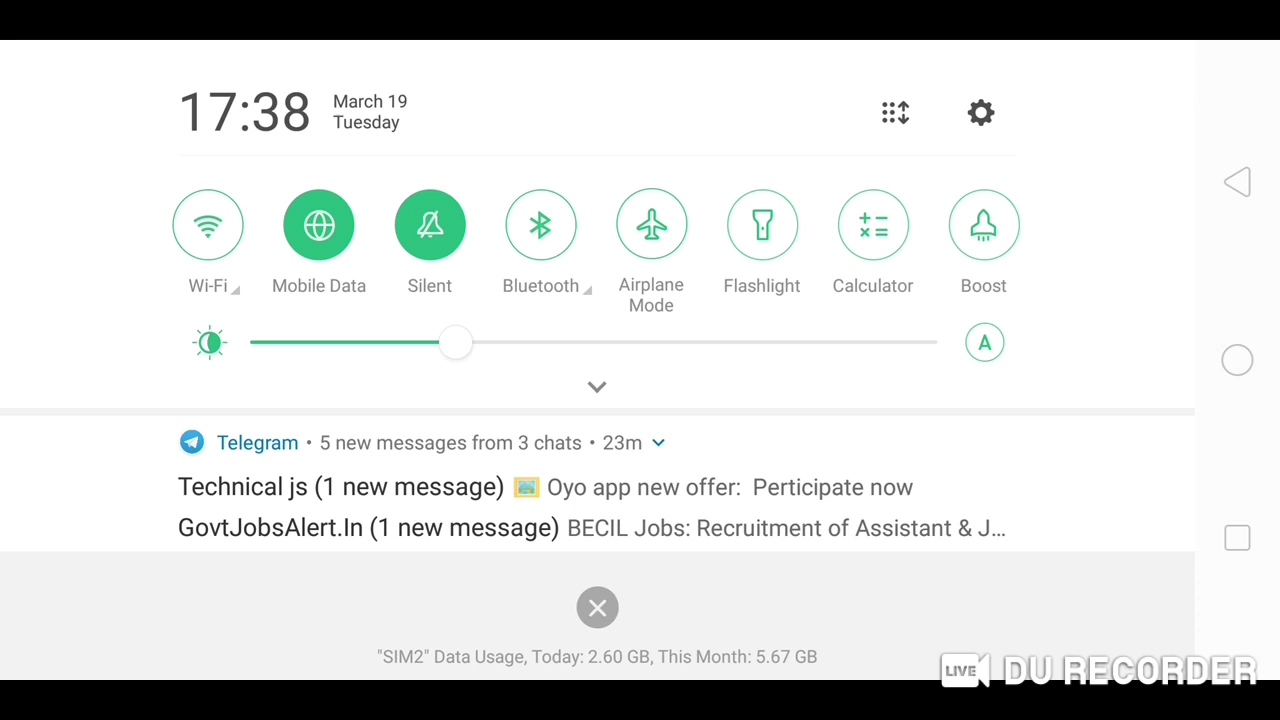 17:38
March 19
Tuesday
Wi-Fi
Mobile Data
Silent
Bluetooth
Airplane
Mode
Flashlight
Calculator
Boost
A
Telegram • 5 new messages from 3 chats • 23m
Technical js (1 new message) 🖼️ Oyo app new offer: Perticipate now
GovtJobsAlert.In (1 new message) BECIL Jobs: Recruitment of Assistant & J...
"SIM2" Data Usage, Today: 2.60 GB, This Month: 5.67 GB
LIVE DU RECORDER